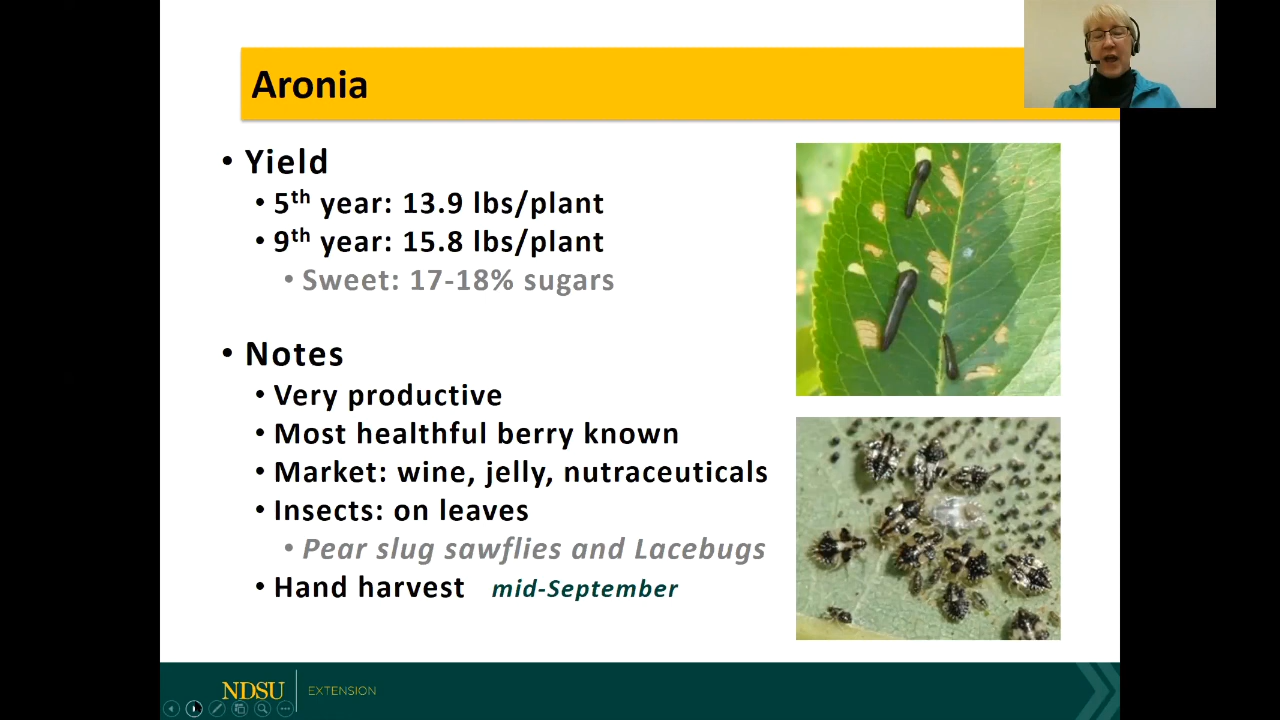 Aronia
• Yield
• 5th year: 13.9 lbs/plant
• 9th year: 15.8 lbs/plant
• Sweet: 17-18% sugars
• Notes
• Very productive
• Most healthful berry known
• Market: wine, jelly, nutraceuticals
• Insects: on leaves
• Pear slug sawflies and Lacebugs
• Hand harvest mid-September
NDSU EXTENSION